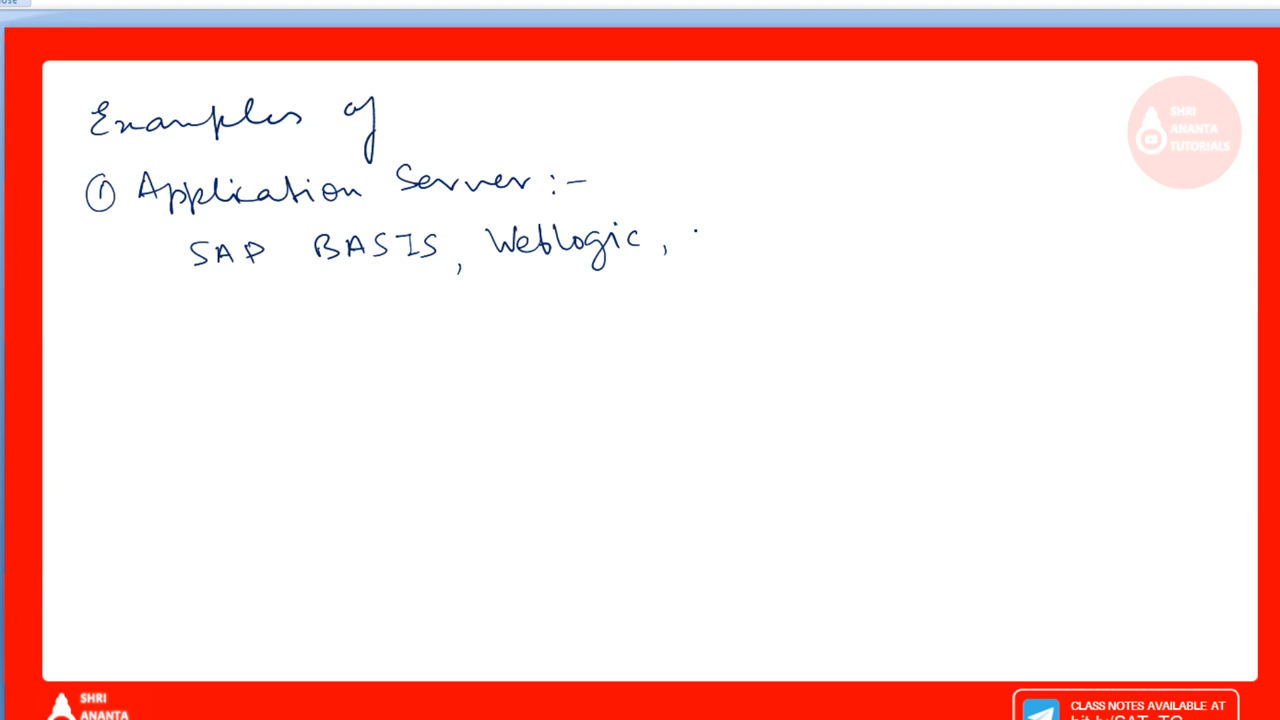 Examples of
① Application Server :-
SAP BASIS, Weblogic,
SHRI
ANANTA
TUTORIALS
SHRI
ANANTA
CLASS NOTES AVAILABLE AT